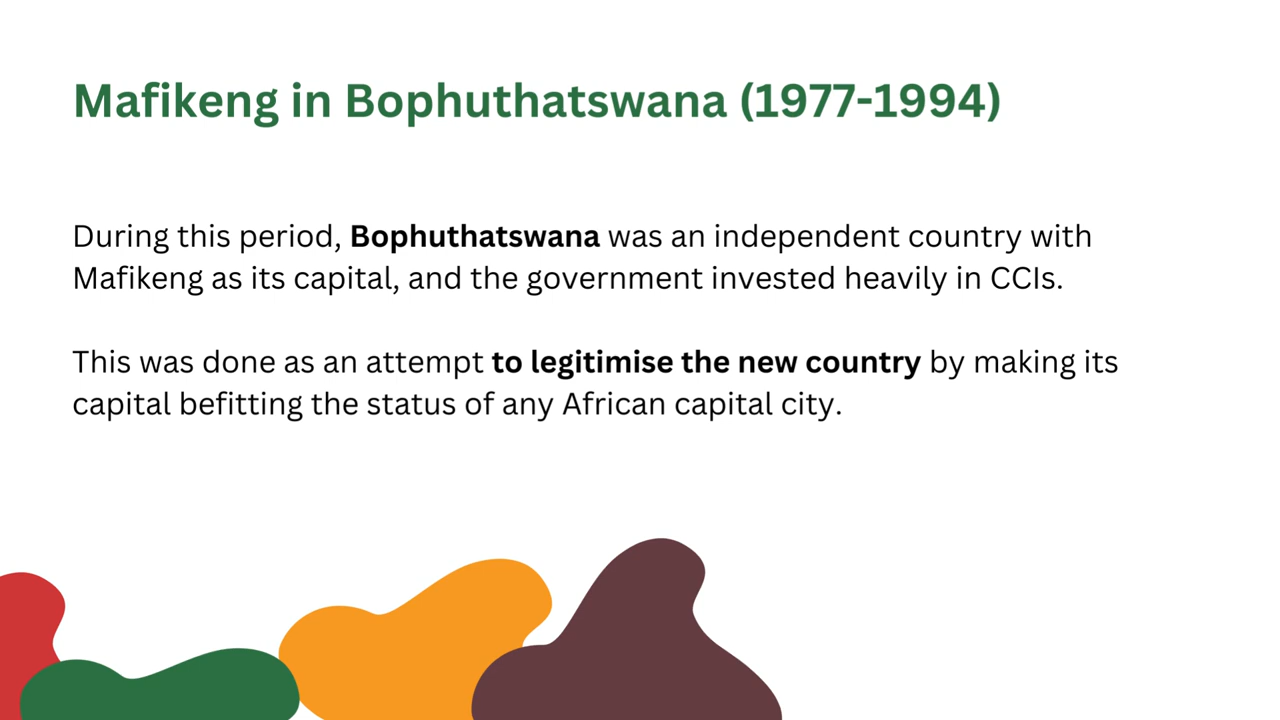 Mafikeng in Bophuthatswana (1977-1994)
During this period, Bophuthatswana was an independent country with
Mafikeng as its capital, and the government invested heavily in CCIs.
This was done as an attempt to legitimise the new country by making its
capital befitting the status of any African capital city.